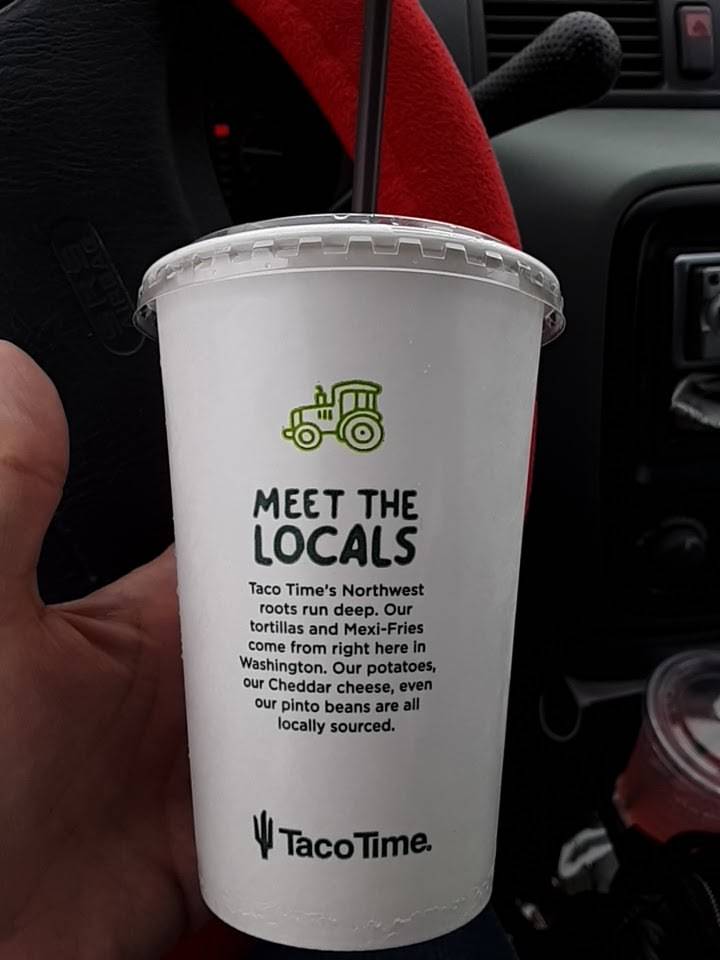 MEET THE
LOCALS
Taco Time's Northwest
roots run deep. Our
tortillas and Mexi-Fries
come from right here in
Washington. Our potatoes,
our Cheddar cheese, even
our pinto beans are all
locally sourced.
TacoTime.